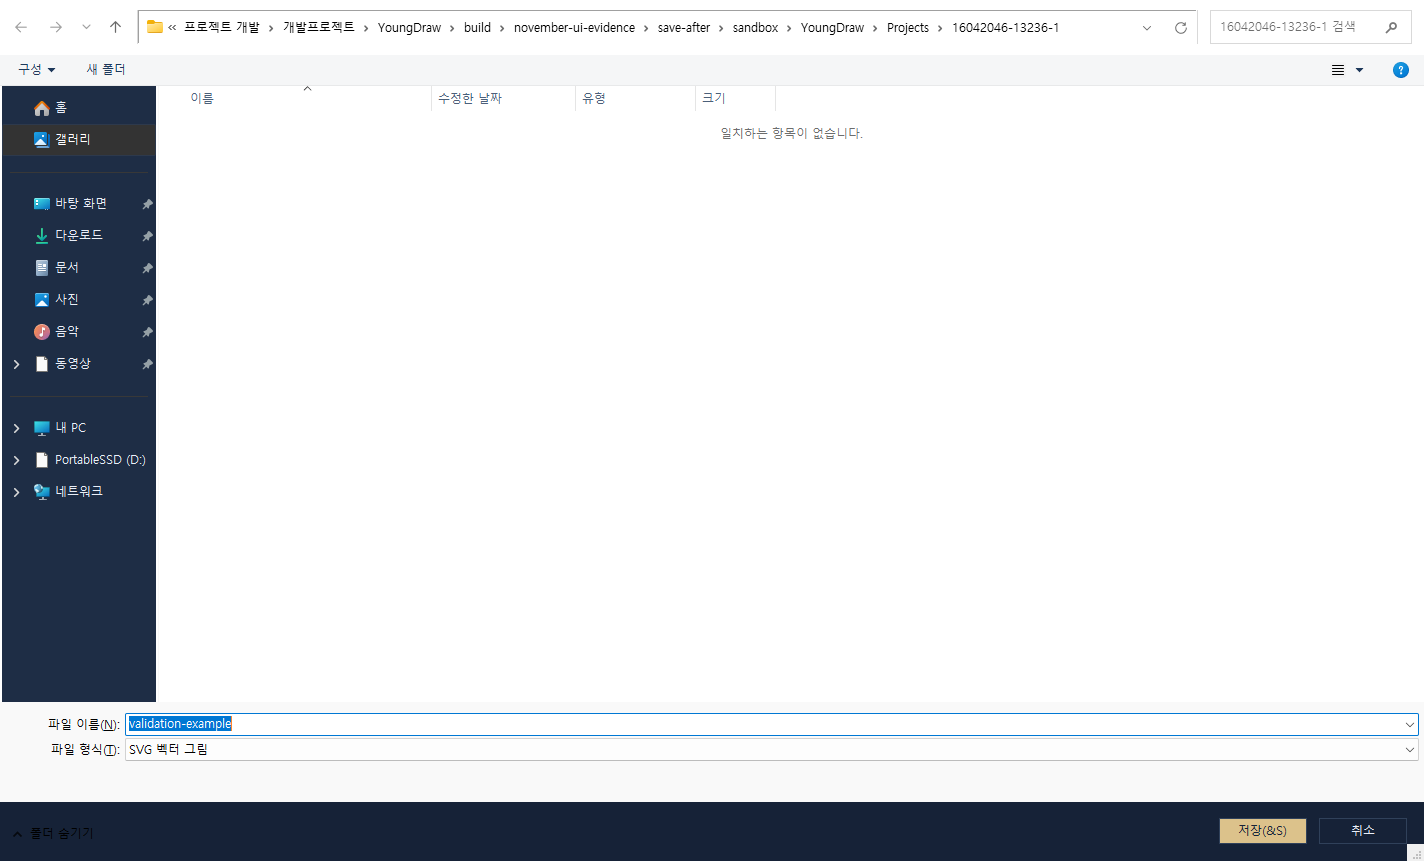 « 프로젝트 개발 › 개발프로젝트 › YoungDraw › build › november-ui-evidence › save-after › sandbox › YoungDraw › Projects › 16042046-13236-1
16042046-13236-1 검색
구성
새 폴더
?
이름
수정한 날짜
유형
크기
일치하는 항목이 없습니다.
홈
갤러리
바탕 화면
다운로드
문서
사진
음악
동영상
내 PC
PortableSSD (D:)
네트워크
파일 이름(N):
validation-example
파일 형식(T):
SVG 벡터 그림
폴더 숨기기
저장(&S)
취소